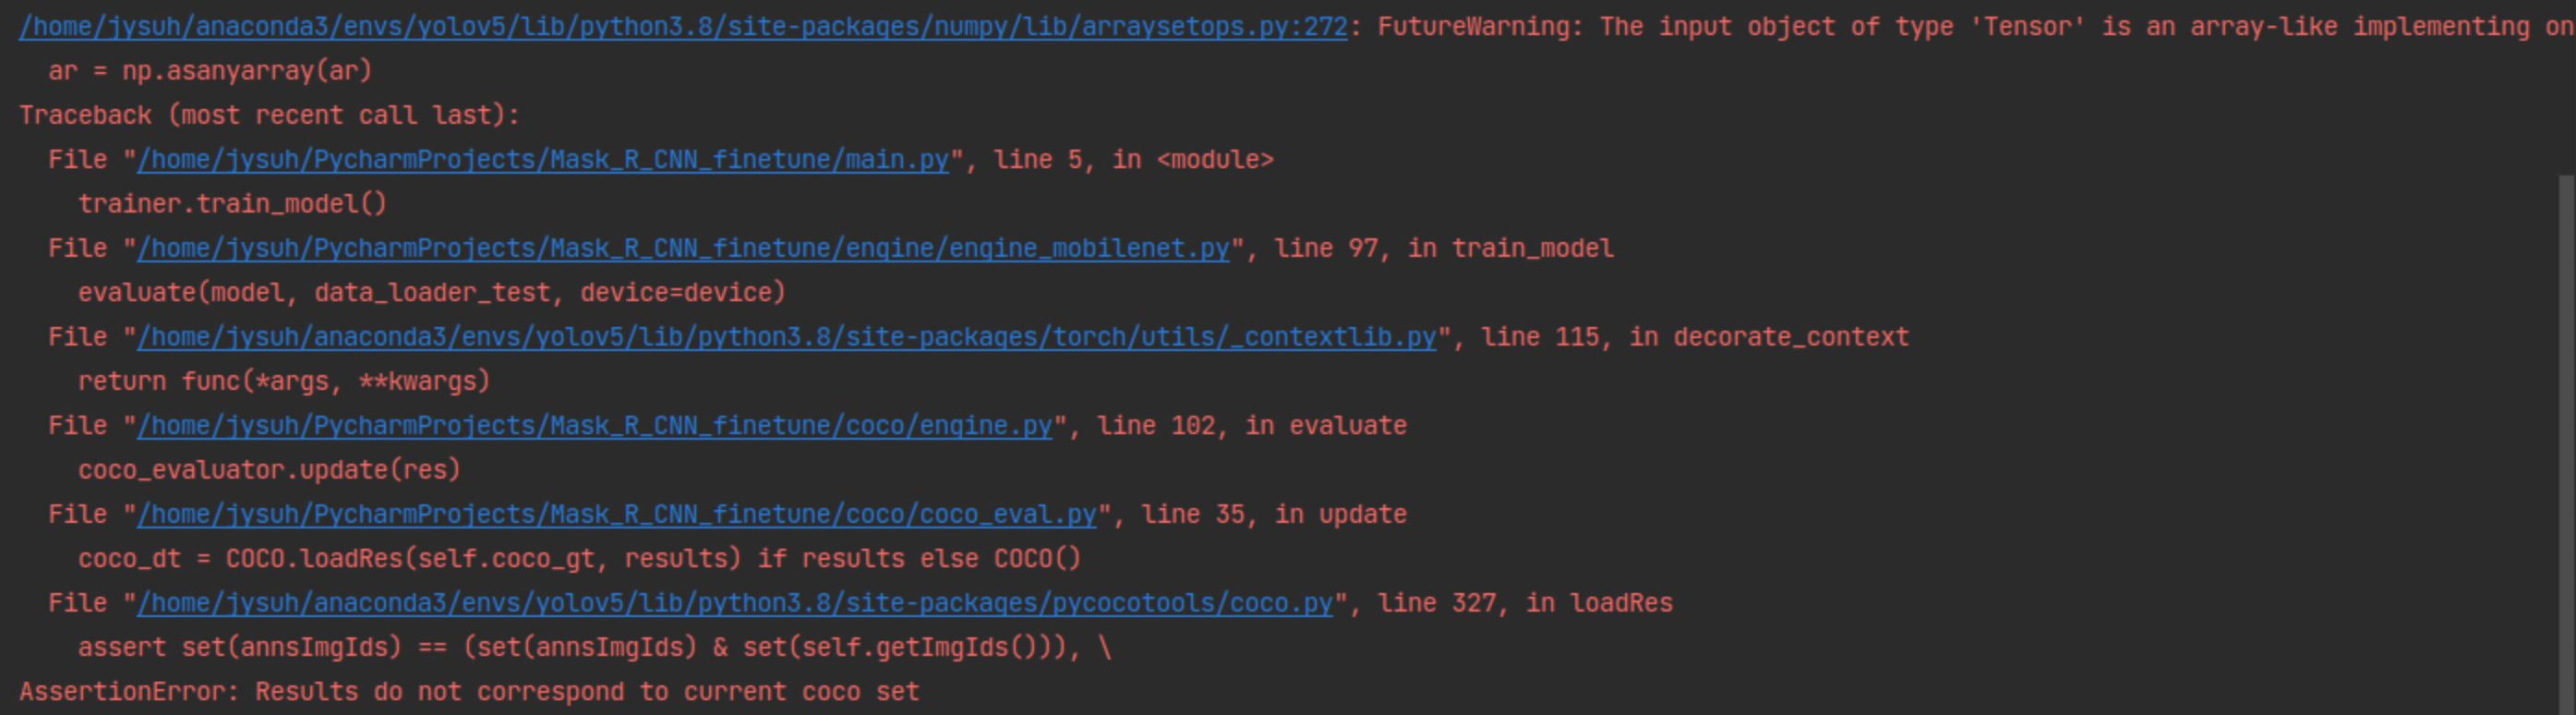 /home/jysuh/anaconda3/envs/yolov5/lib/python3.8/site-packages/numpy/lib/arraysetops.py:272: FutureWarning: The input object of type 'Tensor' is an array-like implementing on
ar = np.asanyarray(ar)
Traceback (most recent call last):
File "/home/jysuh/PycharmProjects/Mask_R_CNN_finetune/main.py", line 5, in <module>
trainer.train_model()
File "/home/jysuh/PycharmProjects/Mask_R_CNN_finetune/engine/engine_mobilenet.py", line 97, in train_model
evaluate(model, data_loader_test, device=device)
File "/home/jysuh/anaconda3/envs/yolov5/lib/python3.8/site-packages/torch/utils/_contextlib.py", line 115, in decorate_context
return func(*args, **kwargs)
File "/home/jysuh/PycharmProjects/Mask_R_CNN_finetune/coco/engine.py", line 102, in evaluate
coco_evaluator.update(res)
File "/home/jysuh/PycharmProjects/Mask_R_CNN_finetune/coco/coco_eval.py", line 35, in update
coco_dt = COCO.loadRes(self.coco_gt, results) if results else COCO()
File "/home/jysuh/anaconda3/envs/yolov5/lib/python3.8/site-packages/pycocotools/coco.py", line 327, in loadRes
assert set(annsImgIds) == (set(annsImgIds) & set(self.getImgIds())), \
AssertionError: Results do not correspond to current coco set